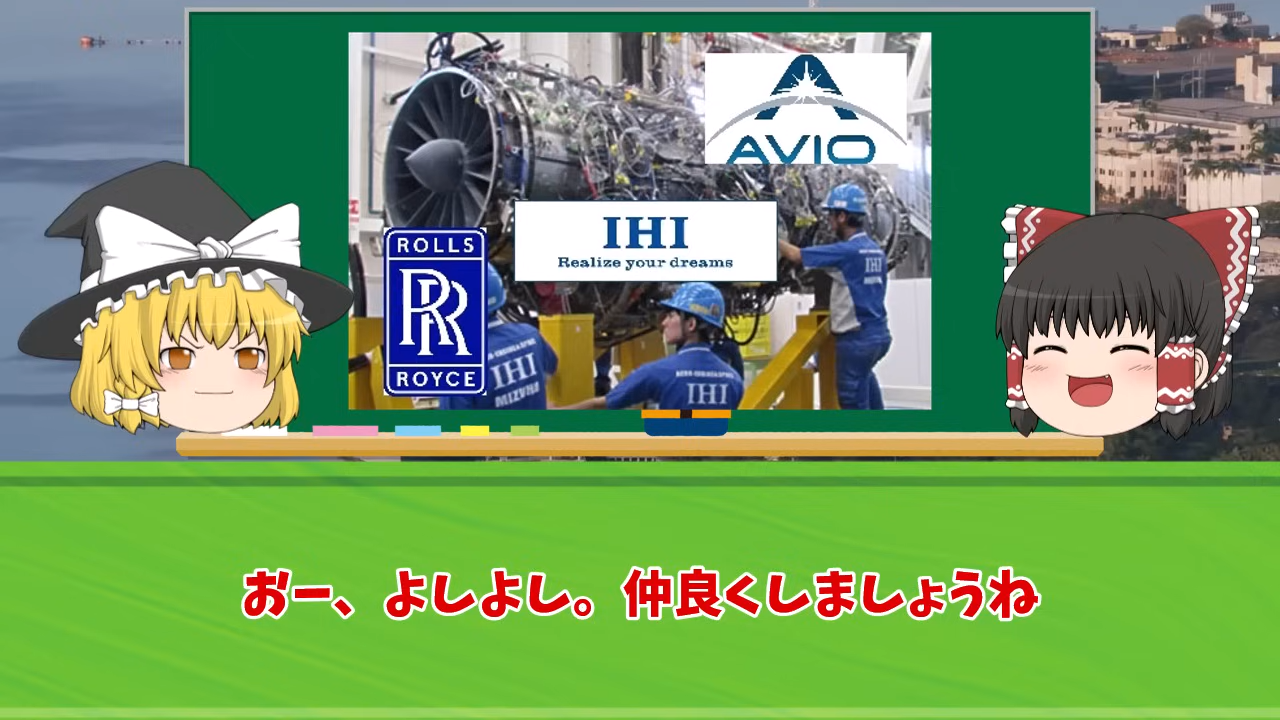 AVIO
IHI
Realize your dreams
ROLLS
RR
ROYCE
IHI
IHI
IHI
おー、よしよし。仲良くしましょうね